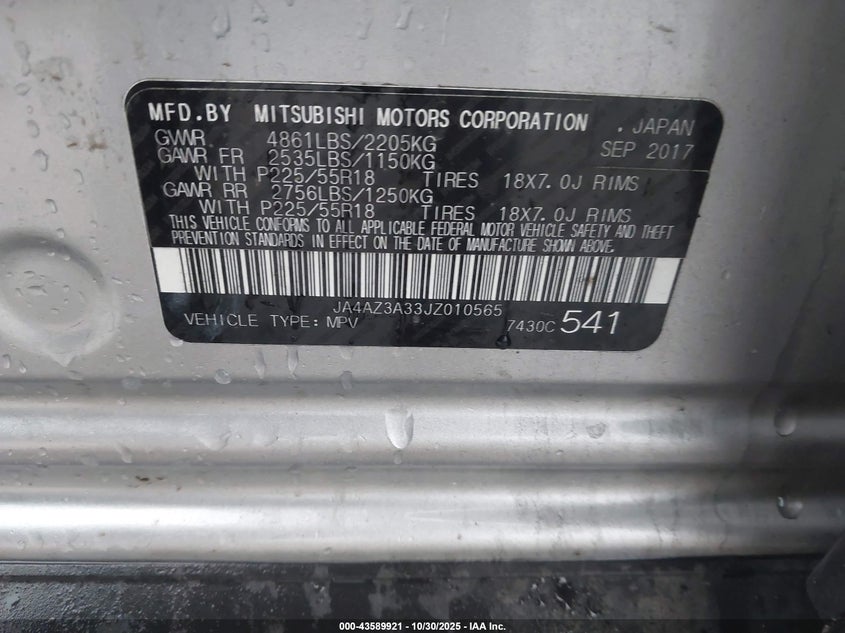 MFD.BY MITSUBISHI MOTORS CORPORATION . JAPAN
GVWR. 4861LBS/2205KG SEP 2017
GAWR FR 2535LBS/1150KG
WITH P225/55R18 TIRES 18X7.0J RIMS
GAWR RR 2756LBS/1250KG
WITH P225/55R18 TIRES 18X7.0J RIMS
THIS VEHICLE CONFORMS TO ALL APPLICABLE FEDERAL MOTOR VEHICLE SAFETY AND THEFT
PREVENTION STANDARDS IN EFFECT ON THE DATE OF MANUFACTURE SHOWN ABOVE.
JA4AZ3A33JZ010565
VEHICLE TYPE:MPV 7430C 541
000-43589921 - 10/30/2025 - IAA Inc.